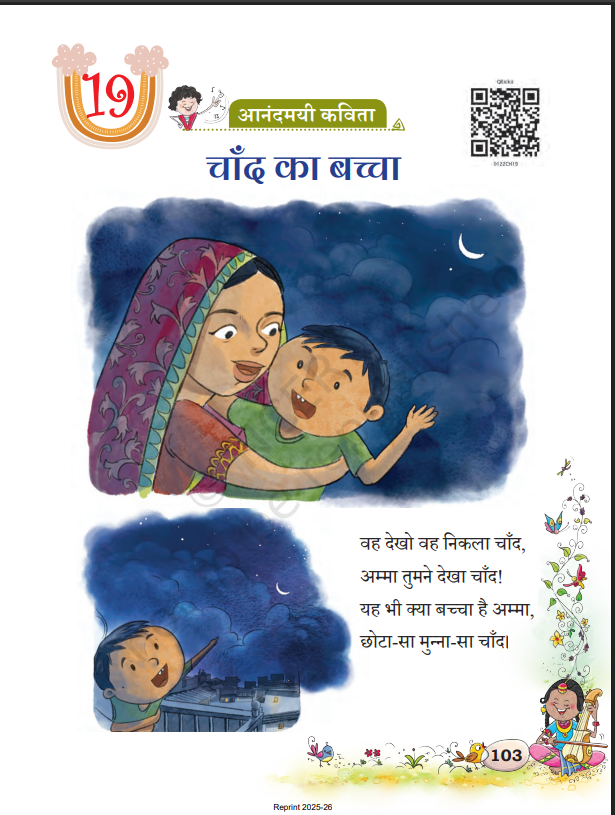 19
आनंदमयी कविता
चाँद का बच्चा
वह देखो वह निकला चाँद,
अम्मा तुमने देखा चाँद!
यह भी क्या बच्चा है अम्मा,
छोटा-सा मुन्ना-सा चाँद।
103
Reprint 2025-26